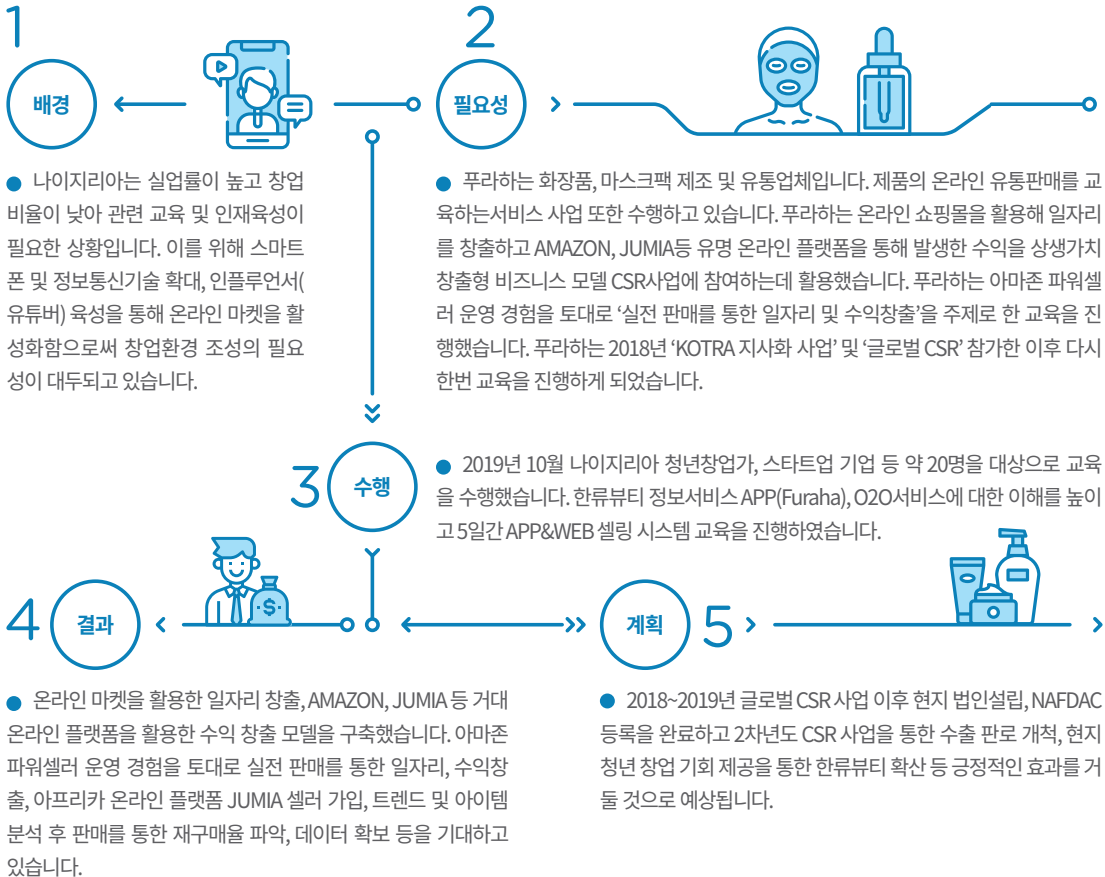 1
배경
● 나이지리아는 실업률이 높고 창업
비율이 낮아 관련 교육 및 인재육성이
필요한 상황입니다. 이를 위해 스마트
폰 및 정보통신기술 확대, 인플루언서(
유튜버) 육성을 통해 온라인 마켓을 활
성화함으로써 창업환경 조성의 필요
성이 대두되고 있습니다.
2
필요성
● 푸라하는 화장품, 마스크팩 제조 및 유통업체입니다. 제품의 온라인 유통판매를 교
육하는서비스 사업 또한 수행하고 있습니다. 푸라하는 온라인 쇼핑몰을 활용해 일자리
를 창출하고 AMAZON, JUMIA등 유명 온라인 플랫폼을 통해 발생한 수익을 상생가치
창출형 비즈니스 모델 CSR사업에 참여하는데 활용했습니다. 푸라하는 아마존 파워셀
러 운영 경험을 토대로 ‘실전 판매를 통한 일자리 및 수익창출’을 주제로 한 교육을 진
행했습니다. 푸라하는 2018년 ‘KOTRA 지사화 사업’ 및 ‘글로벌 CSR’ 참가한 이후 다시
한번 교육을 진행하게 되었습니다.
3
수행
● 2019년 10월 나이지리아 청년창업가, 스타트업 기업 등 약 20명을 대상으로 교육
을 수행했습니다. 한류뷰티 정보서비스 APP(Furaha), O2O서비스에 대한 이해를 높이
고 5일간 APP&WEB 셀링 시스템 교육을 진행하였습니다.
4
결과
● 온라인 마켓을 활용한 일자리 창출, AMAZON, JUMIA 등 거대
온라인 플랫폼을 활용한 수익 창출 모델을 구축했습니다. 아마존
파워셀러 운영 경험을 토대로 실전 판매를 통한 일자리, 수익창
출, 아프리카 온라인 플랫폼 JUMIA 셀러 가입, 트렌드 및 아이템
분석 후 판매를 통한 재구매율 파악, 데이터 확보 등을 기대하고
있습니다.
계획
5
● 2018~2019년 글로벌 CSR 사업 이후 현지 법인설립, NAFDAC
등록을 완료하고 2차년도 CSR 사업을 통한 수출 판로 개척, 현지
청년 창업 기회 제공을 통한 한류뷰티 확산 등 긍정적인 효과를 거
둘 것으로 예상됩니다.